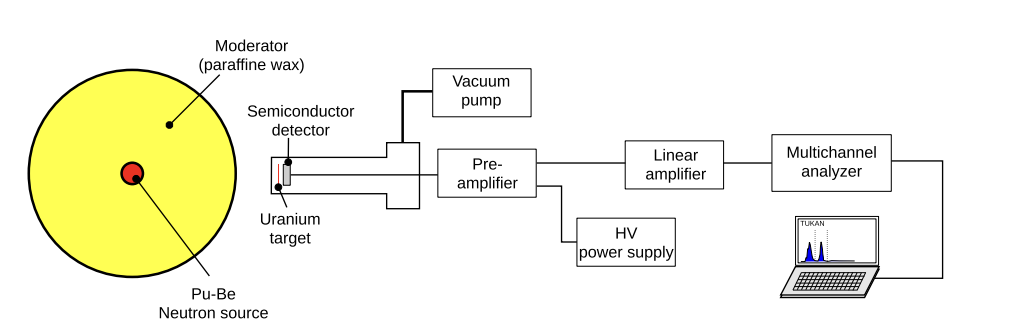 Moderator
(paraffine wax)
Semiconductor
detector
Vacuum
pump
Pre-
amplifier
Linear
amplifier
Multichannel
analyzer
Uranium
target
HV
power supply
TUKAN
Pu-Be
Neutron source